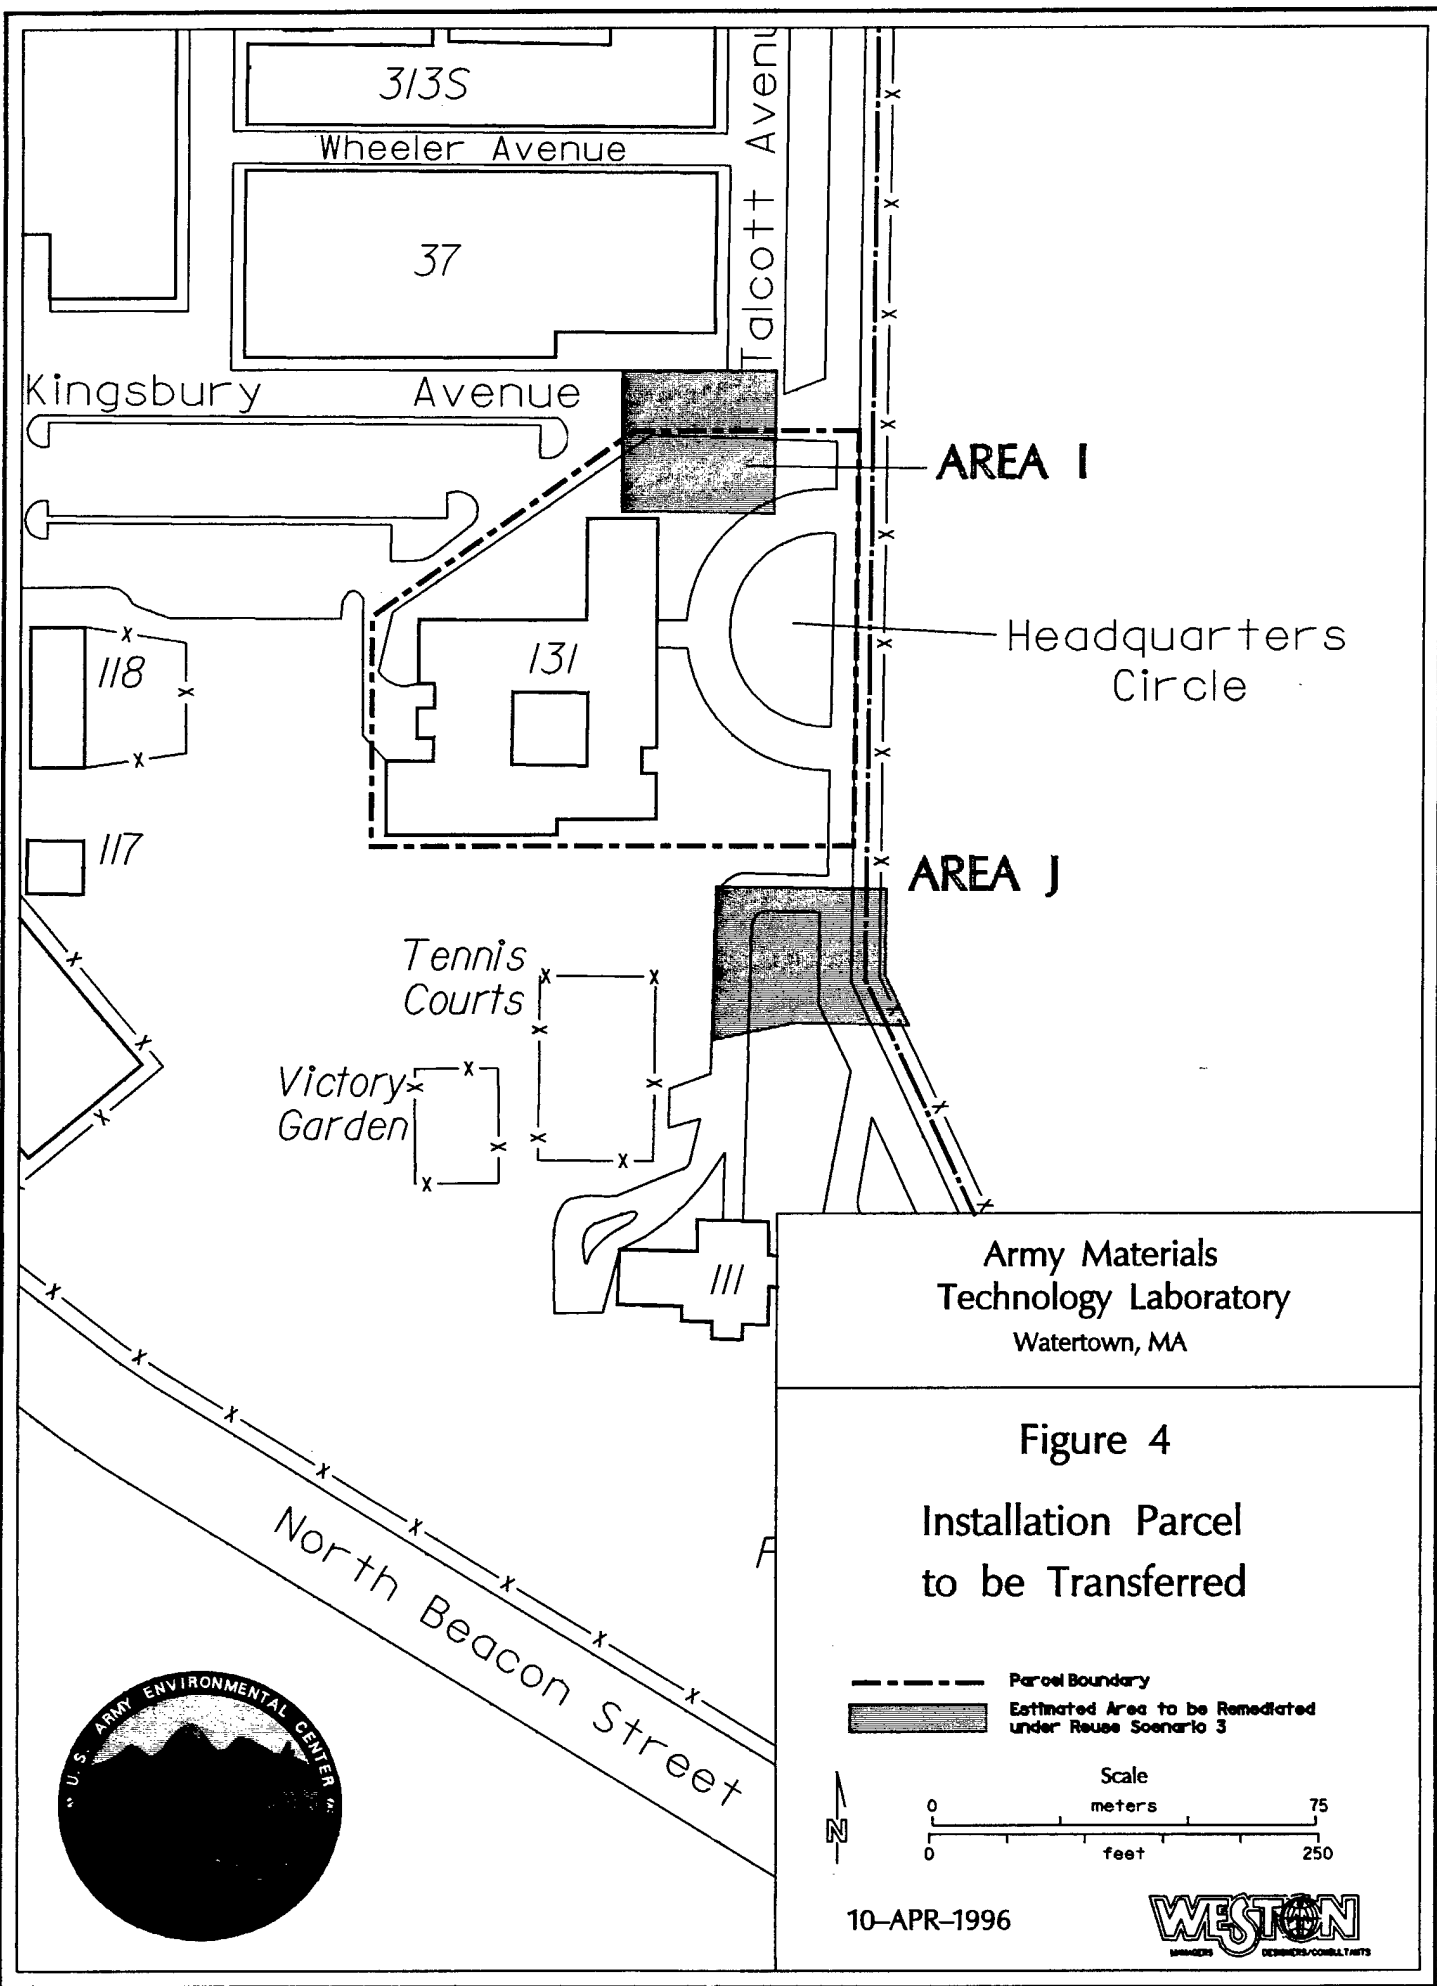 313S
Wheeler Avenue
Talcott Avenu
37
Kingsbury Avenue
AREA I
131
Headquarters
Circle
118
117
AREA J
Tennis
Courts
Victory
Garden
111
Army Materials
Technology Laboratory
Watertown, MA
Figure 4
Installation Parcel
to be Transferred
North Beacon Street
Parcel Boundary
Estimated Area to be Remediated
under Reuse Scenario 3
Scale
0 meters 75
0 feet 250
N
10-APR-1996
WESTON
MANAGERS DESIGNERS/CONSULTANTS
U.S. ARMY ENVIRONMENTAL CENTER